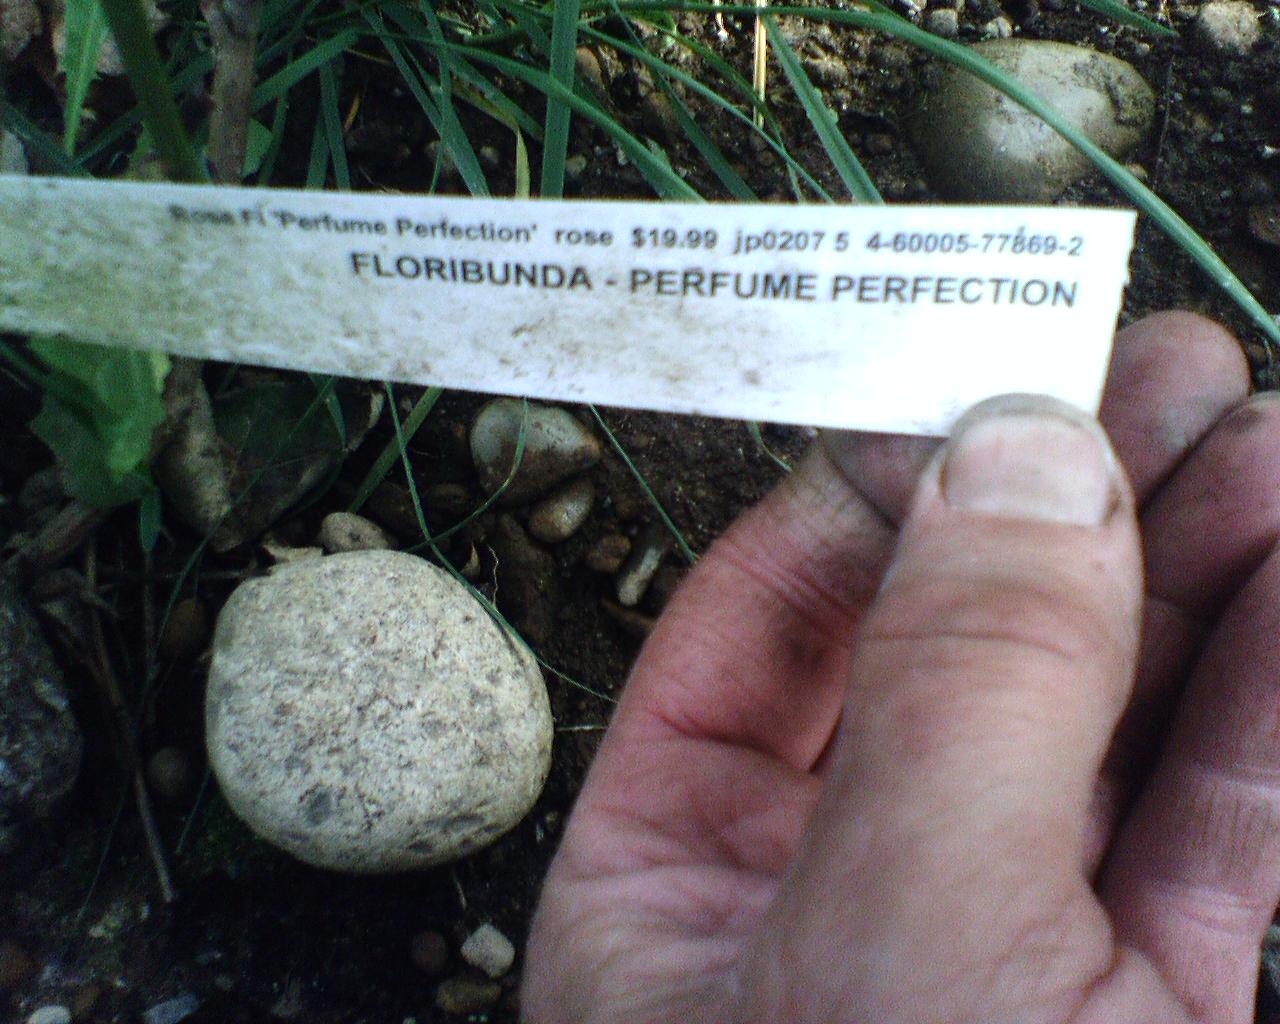 Rosa Fl 'Perfume Perfection' rose $19.99 jp0207 5 4-60005-77869-2
FLORIBUNDA - PERFUME PERFECTION